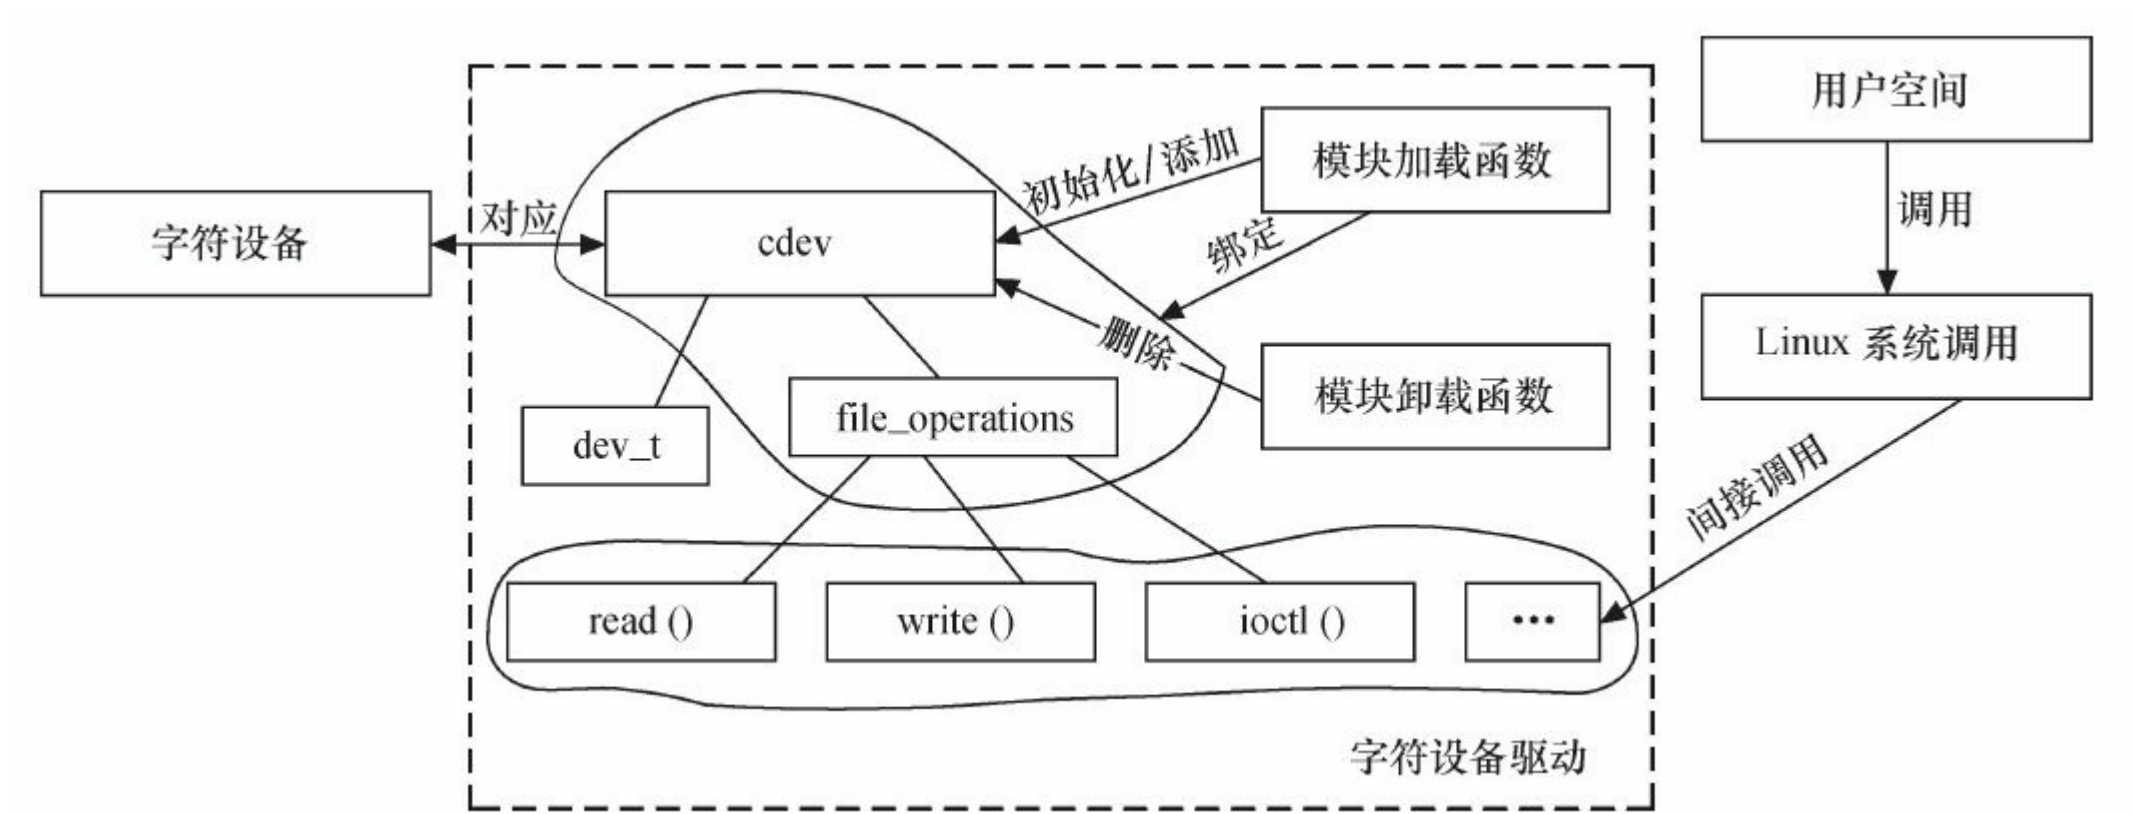 用户空间
模块加载函数
初始化/添加
对应
字符设备
cdev
绑定
调用
删除
Linux 系统调用
模块卸载函数
file_operations
dev_t
间接调用
read ()
write ()
ioctl ()
···
字符设备驱动